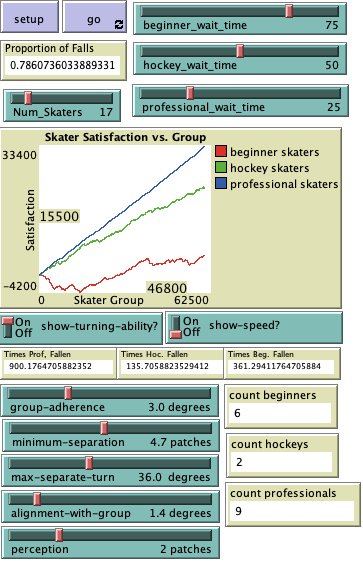 setup
go
beginner_wait_time 75
Proportion of Falls
0.7860733603889331
hockey_wait_time 50
Num_Skaters 17
professional_wait_time 25
Skater Satisfaction vs. Group
33400
Satisfaction
-4200
15500
46800
0
Skater Group
62500
beginner skaters
hockey skaters
professional skaters
On
Off
show-turning-ability?
On
Off
show-speed?
Times Prof, Fallen
900.1764705882352
Times Hoc. Fallen
135.7058823529412
Times Beg. Fallen
361.29411764705884
group-adherence 3.0 degrees
minimum-separation 4.7 patches
max-separate-turn 36.0 degrees
alignment-with-group 1.4 degrees
perception 2 patches
count beginners
6
count hockeys
2
count professionals
9